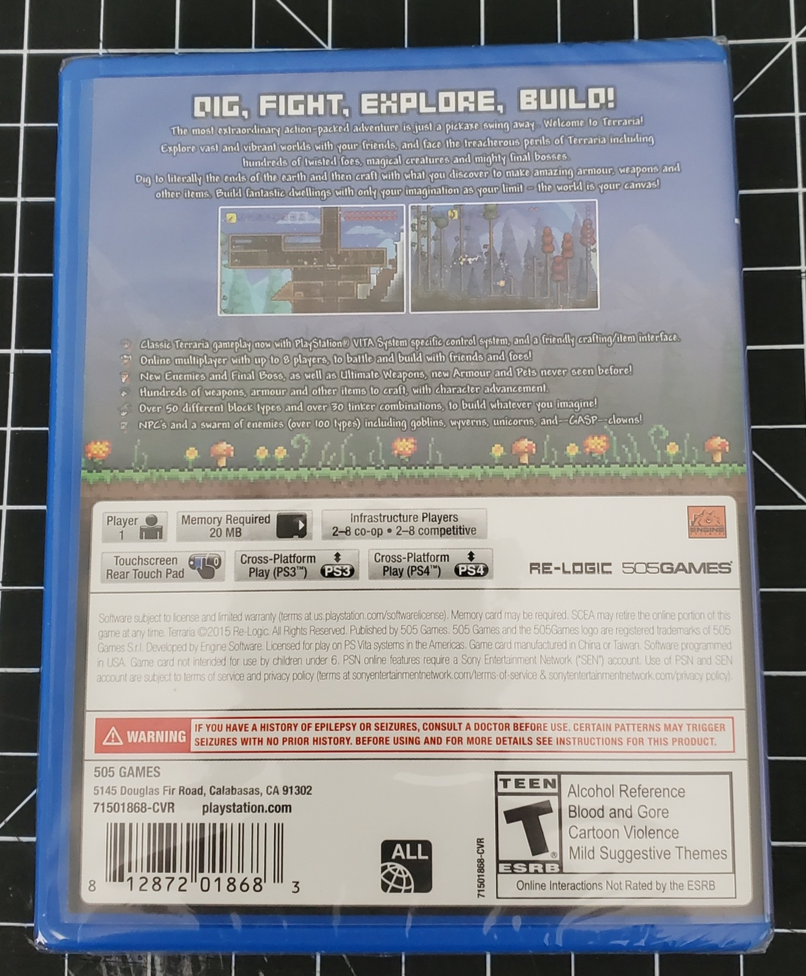 DIG, FIGHT, EXPLORE, BUILD!
The most extraordinary action-packed adventure is just a pickaxe swing away. Welcome to Terraria!
Explore vast and vibrant worlds with your friends, and face the treacherous perils of Terraria including
hundreds of twisted foes, magical creatures and mighty final bosses.
Dig to literally the ends of the earth and then craft with what you discover to make amazing armour, weapons and
other items. Build fantastic dwellings with only your imagination as your limit – the world is your canvas!
Classic Terraria gameplay now with PlayStation® VITA System specific control system, and a friendly crafting/item interface.
Online multiplayer with up to 8 players, to battle and build with friends and foes!
New Enemies and Final Boss, as well as Ultimate Weapons, new Armour and Pets never seen before!
Hundreds of weapons, armour and other items to craft, with character advancement.
Over 50 different block types and over 30 tinker combinations, to build whatever you imagine!
NPC's and a swarm of enemies (over 100 types) including goblins, wyverns, unicorns, and—GASP—clowns!
Player
1
Memory Required
20 MB
Infrastructure Players
2–8 co-op • 2–8 competitive
ENGINE
Touchscreen
Rear Touch Pad
Cross-Platform
Play (PS3™) PS3
Cross-Platform
Play (PS4™) PS4
RE-LOGIC 505GAMES
Software subject to license and limited warranty (terms at us.playstation.com/softwarelicense). Memory card may be required. SCEA may retire the online portion of this
game at any time. Terraria ©2015 Re-Logic. All Rights Reserved. Published by 505 Games. 505 Games and the 505Games logo are registered trademarks of 505
Games S.r.l. Developed by Engine Software. Licensed for play on PS Vita systems in the Americas. Game card manufactured in China or Taiwan. Software programmed
in USA. Game card not intended for use by children under 6. PSN online features require a Sony Entertainment Network ("SEN") account. Use of PSN and SEN
account are subject to terms of service and privacy policy (terms at sonyentertainmentnetwork.com/terms-of-service & sonyentertainmentnetwork.com/privacy policy).
WARNING
IF YOU HAVE A HISTORY OF EPILEPSY OR SEIZURES, CONSULT A DOCTOR BEFORE USE. CERTAIN PATTERNS MAY TRIGGER
SEIZURES WITH NO PRIOR HISTORY. BEFORE USING AND FOR MORE DETAILS SEE INSTRUCTIONS FOR THIS PRODUCT.
505 GAMES
5145 Douglas Fir Road, Calabasas, CA 91302
71501868-CVR playstation.com
8 12872 01868 3
ALL
71501868-CVR
TEEN
T
ESRB
Alcohol Reference
Blood and Gore
Cartoon Violence
Mild Suggestive Themes
Online Interactions Not Rated by the ESRB